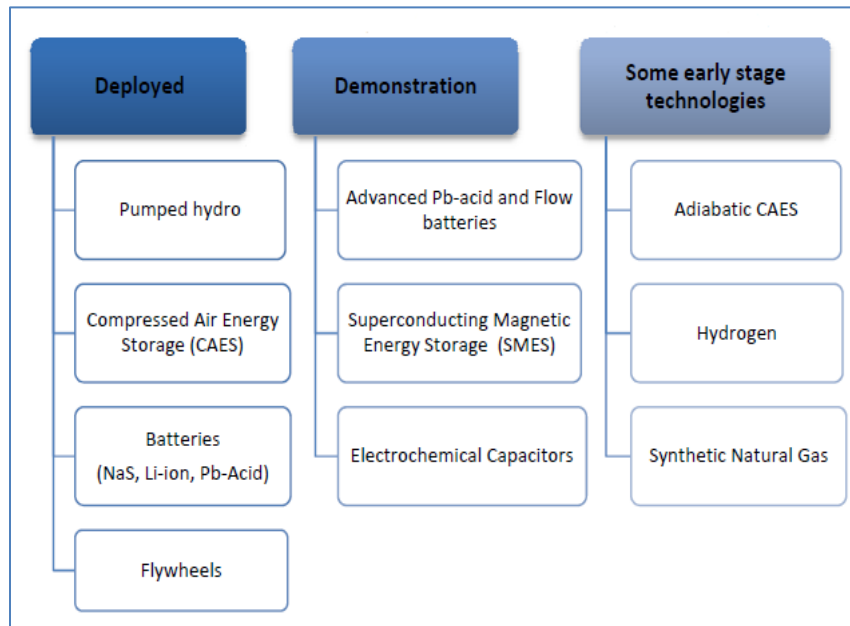 Deployed
Pumped hydro
Compressed Air Energy
Storage (CAES)
Batteries
(NaS, Li-ion, Pb-Acid)
Flywheels
Demonstration
Advanced Pb-acid and Flow
batteries
Superconducting Magnetic
Energy Storage (SMES)
Electrochemical Capacitors
Some early stage
technologies
Adiabatic CAES
Hydrogen
Synthetic Natural Gas